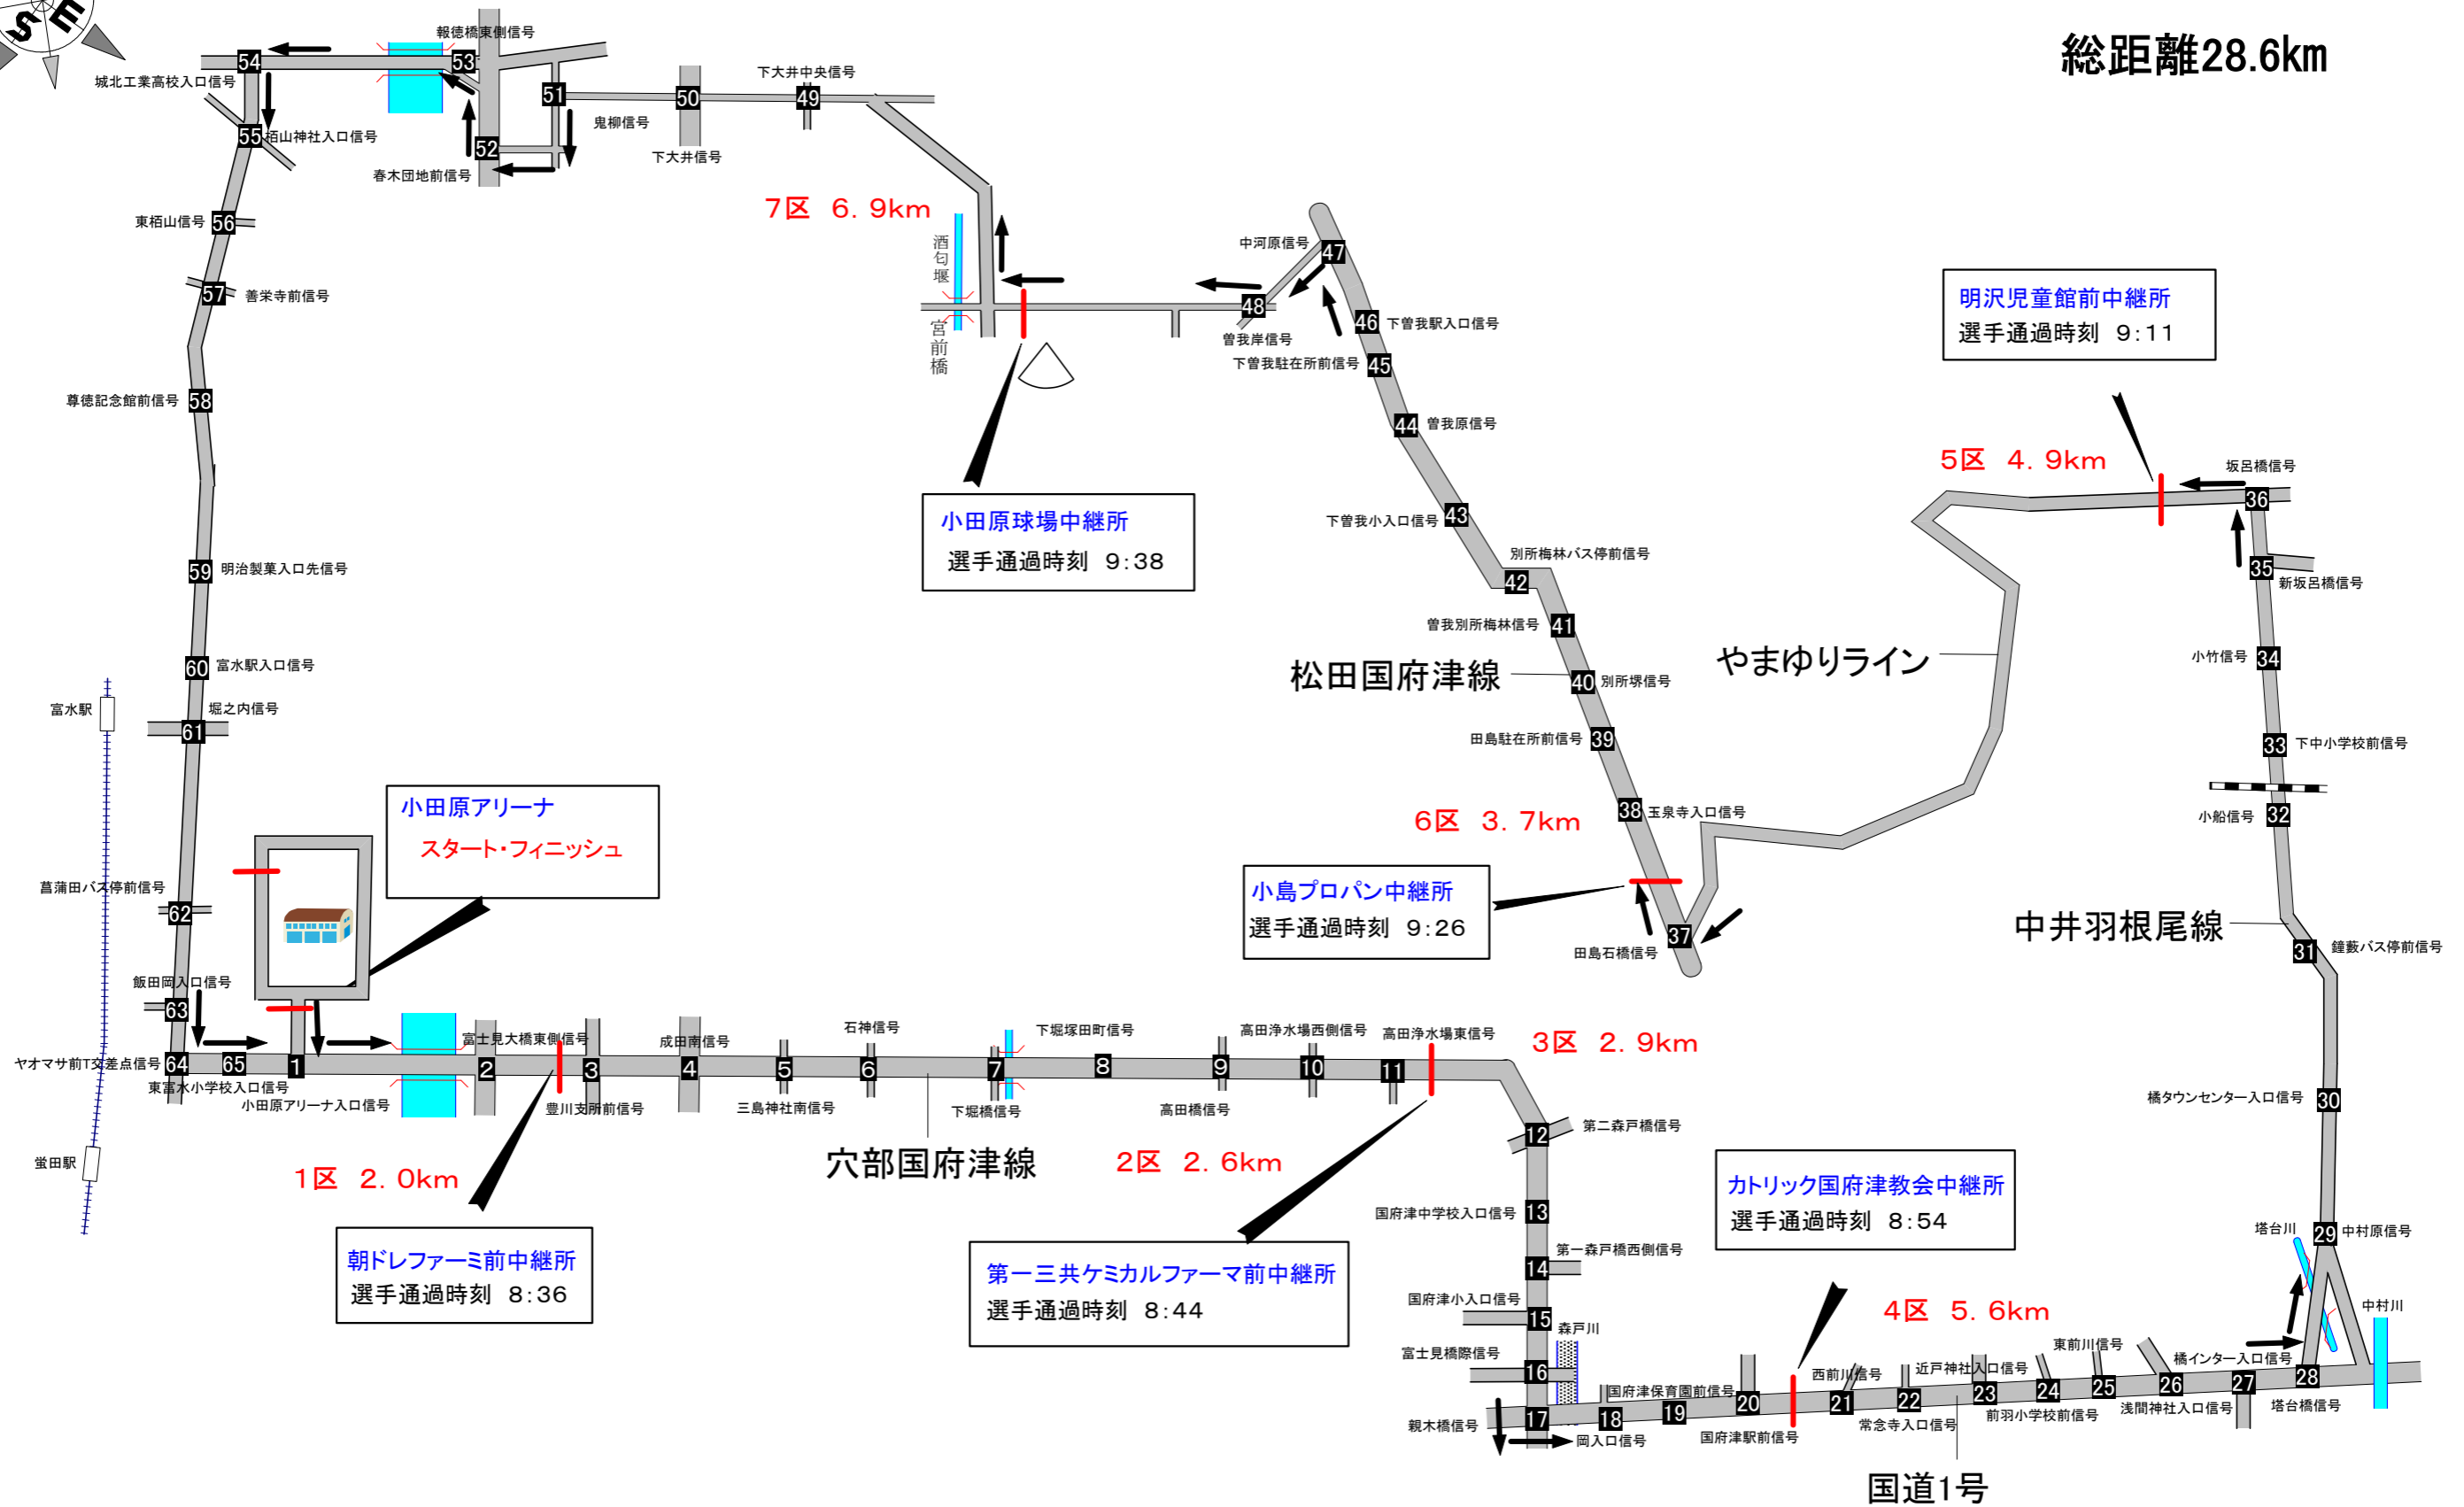 S E
総距離28.6km
報徳橋東側信号
54
53
城北工業高校入口信号
下大井中央信号
51
50
49
鬼柳信号
下大井信号
55
栢山神社入口信号
52
春木団地前信号
7区 6.9km
東栢山信号
56
酒匂堰
中河原信号
47
57
善栄寺前信号
48
曽我岸信号
宮前橋
46
下曽我駅入口信号
下曽我駐在所前信号
45
明沢児童館前中継所
選手通過時刻 9:11
尊徳記念館前信号
58
44
曽我原信号
5区 4.9km
坂呂橋信号
36
小田原球場中継所
選手通過時刻 9:38
下曽我小入口信号
43
59
明治製菓入口先信号
別所梅林バス停前信号
42
35
新坂呂橋信号
曽我別所梅林信号
41
60
富水駅入口信号
松田国府津線
40
別所堺信号
やまゆりライン
小竹信号
34
富水駅
堀之内信号
61
田島駐在所前信号
39
33
下中小学校前信号
小田原アリーナ
スタート・フィニッシュ
6区 3.7km
38
玉泉寺入口信号
小船信号
32
菖蒲田バス停前信号
62
小島プロパン中継所
選手通過時刻 9:26
中井羽根尾線
37
田島石橋信号
31
鐘藪バス停前信号
飯田岡入口信号
63
富士見大橋東側信号
成田南信号
石神信号
下堀塚田町信号
高田浄水場西側信号
高田浄水場東信号
3区 2.9km
ヤオマサ前T交差点信号
64
65
1
2
3
4
5
6
7
8
9
10
11
東富水小学校入口信号
小田原アリーナ入口信号
豊川支所前信号
三島神社南信号
下堀橋信号
高田橋信号
橘タウンセンター入口信号
30
12
第二森戸橋信号
蛍田駅
1区 2.0km
穴部国府津線
2区 2.6km
カトリック国府津教会中継所
選手通過時刻 8:54
国府津中学校入口信号
13
塔台川
29
中村原信号
朝ドレファーミ前中継所
選手通過時刻 8:36
第一三共ケミカルファーマ前中継所
選手通過時刻 8:44
14
第一森戸橋西側信号
国府津小入口信号
15
森戸川
4区 5.6km
中村川
富士見橋際信号
16
東前川信号
橘インター入口信号
西前川信号
近戸神社入口信号
国府津保育園前信号
親木橋信号
17
18
19
20
21
22
23
24
25
26
27
28
岡入口信号
国府津駅前信号
常念寺入口信号
前羽小学校前信号
浅間神社入口信号
塔台橋信号
国道1号